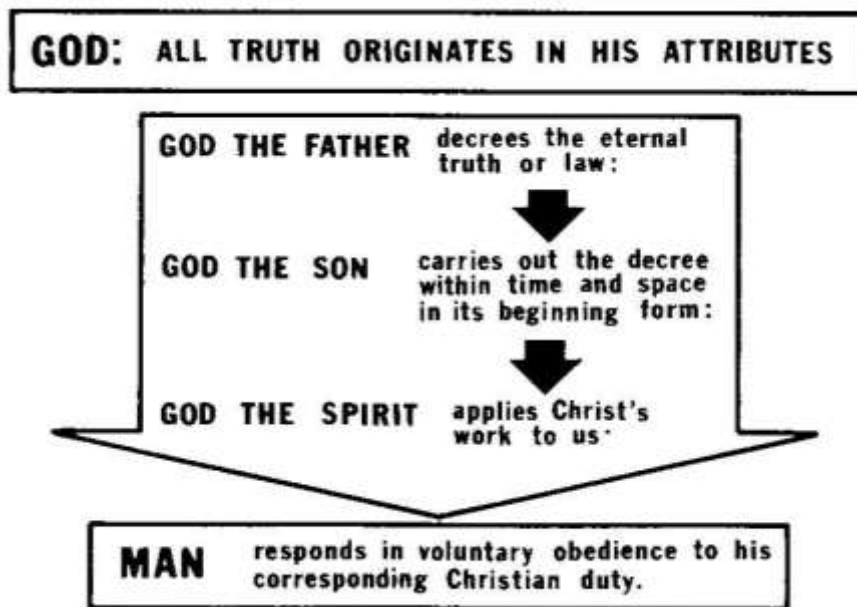 GOD: ALL TRUTH ORIGINATES IN HIS ATTRIBUTES
GOD THE FATHER decrees the eternal
truth or law:
GOD THE SON carries out the decree
within time and space
in its beginning form:
GOD THE SPIRIT applies Christ's
work to us.
MAN responds in voluntary obedience to his
corresponding Christian duty.